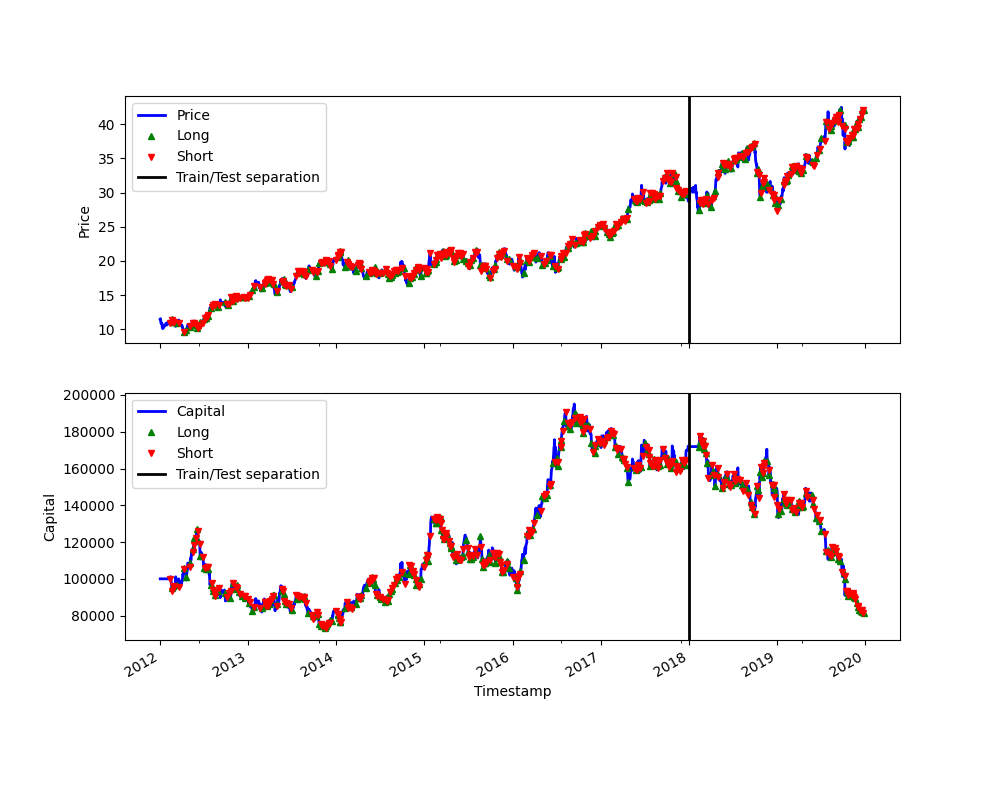 Price
Long
Short
Train/Test separation
40
35
30
25
20
15
10
Price
200000
180000
160000
140000
120000
100000
80000
Capital
Capital
Long
Short
Train/Test separation
2012
2013
2014
2015
2016
2017
2018
2019
2020
Timestamp